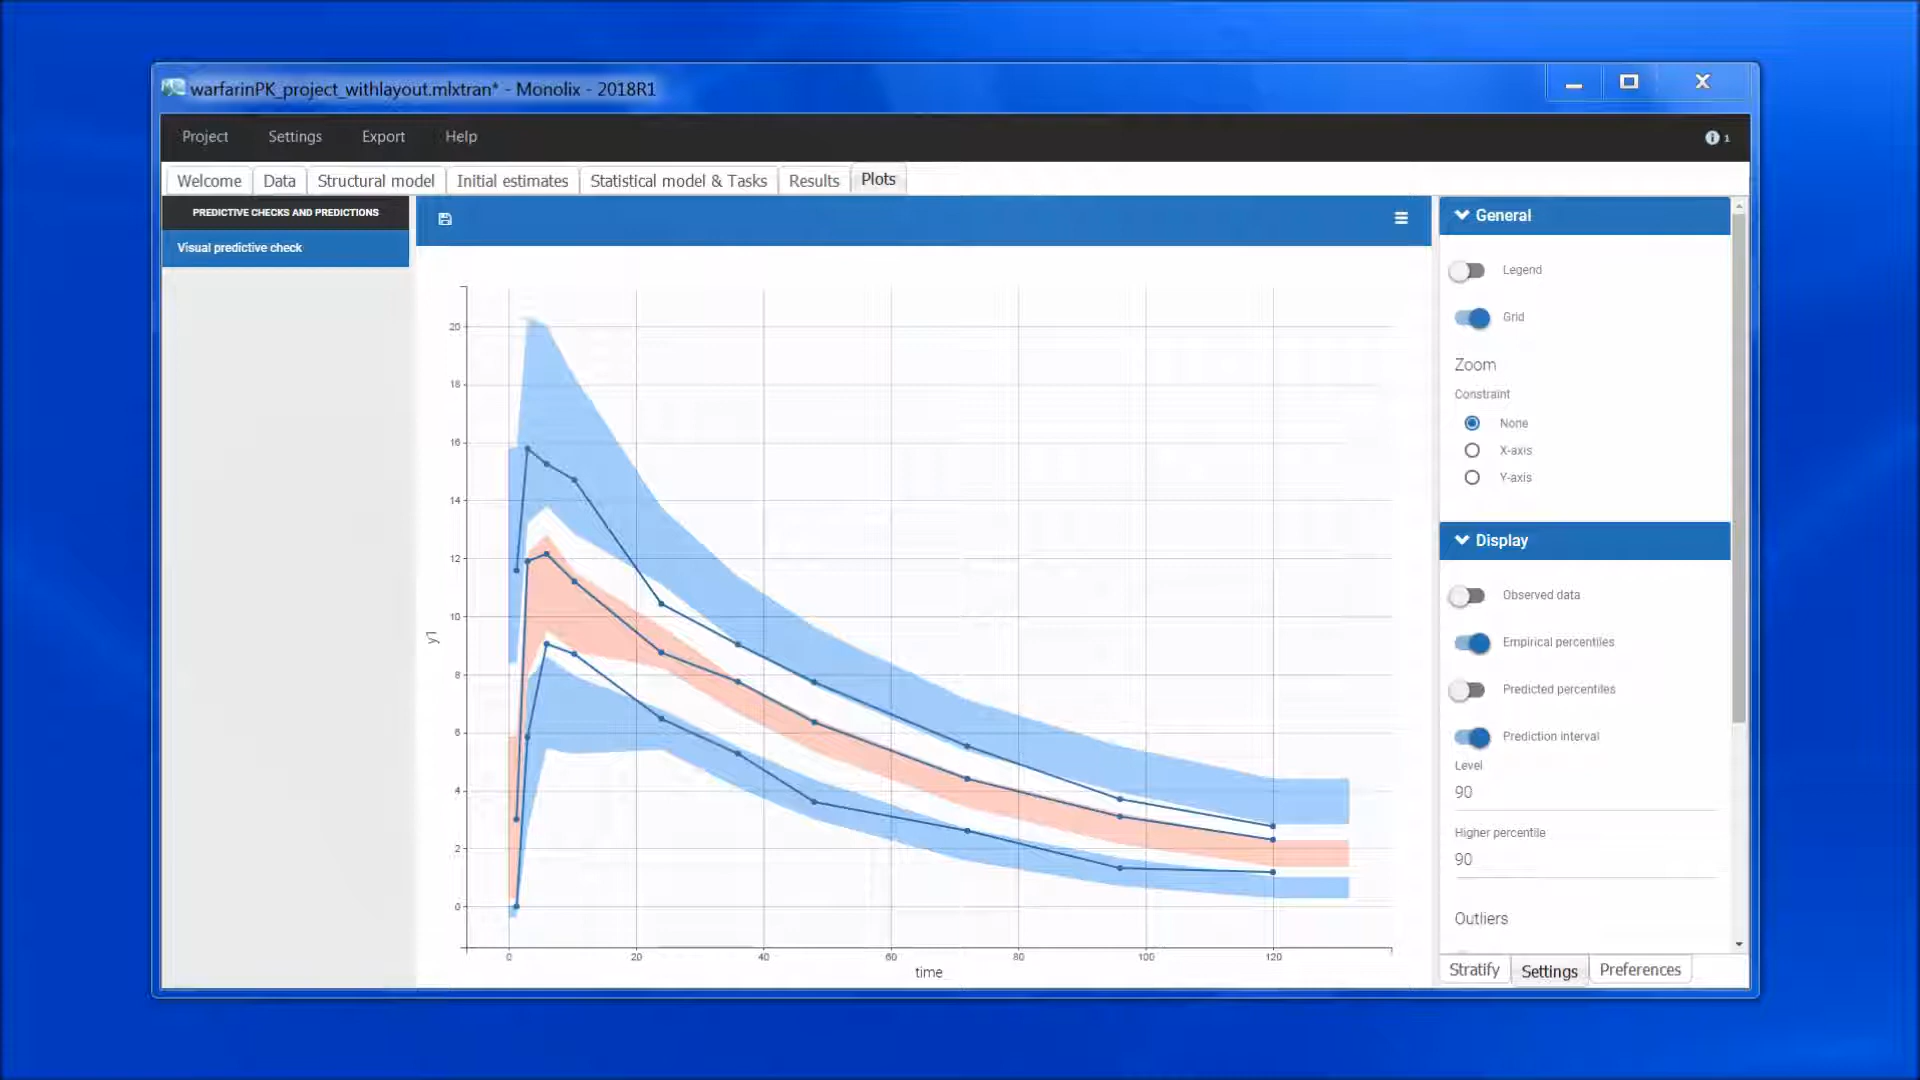 warfarinPK_project_withlayout.mlxtran* - Monolix - 2018R1
Project Settings Export Help 1
Welcome Data Structural model Initial estimates Statistical model & Tasks Results Plots
PREDICTIVE CHECKS AND PREDICTIONS
Visual predictive check
20
18
16
14
12
10
8
6
4
2
0
y1
0 20 40 60 80 100 120
time
General
Legend
Grid
Zoom
Constraint
None
X-axis
Y-axis
Display
Observed data
Empirical percentiles
Predicted percentiles
Prediction interval
Level
90
Higher percentile
90
Outliers
Stratify Settings Preferences